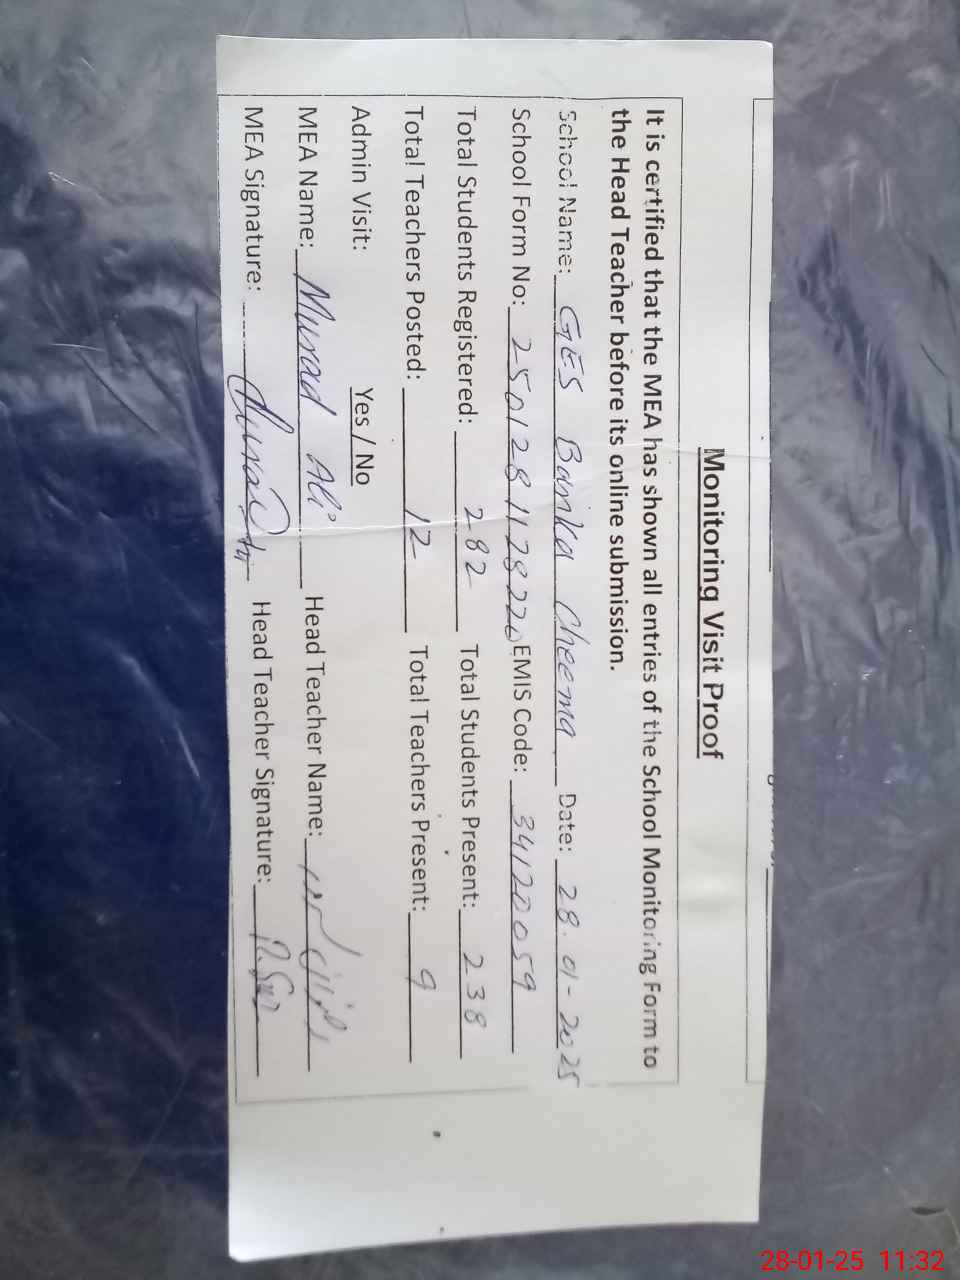 Monitoring Visit Proof
It is certified that the MEA has shown all entries of the School Monitoring Form to
the Head Teacher before its online submission.
School Name: GES Banka Cheema Date: 28.01-2025
School Form No: 250128112822 EMIS Code: 34120059
Total Students Registered: 282 Total Students Present: 238
Total Teachers Posted: 12 Total Teachers Present: 9
Admin Visit: Yes / No
MEA Name: Murad Ali Head Teacher Name:
MEA Signature: Head Teacher Signature:
28-01-25 11:32